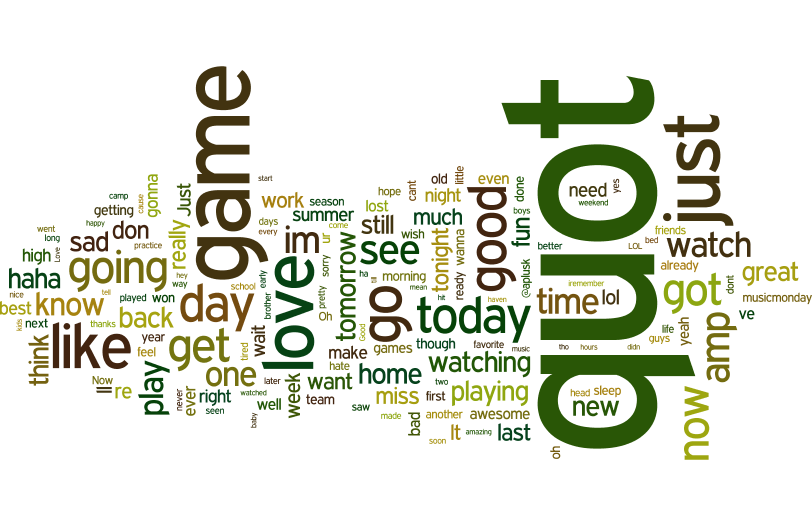 quot
game
just
love
like
today
good
go
day
get
got
see
now
going
watch
time
lol
amp
need
yes
weekend
new
head
sleep
oh
friends
LOL
bed
already
dont
great
musicmonday
ve
life
guys
yeah
tho
hours
didn
iremember
better
even
done
boys
fun
@aplusk
haven
little
old
cant
night
hope
lost
much
still
wish
tonight
wanna
ready
morning
mean
hit
till
ha
tomorrow
Good
come
ur
sorry
pretty
Oh
im
summer
season
work
start
days
every
early
brother
school
wait
tired
really
hey
way
Just
gonna
cause
camp
getting
happy
don
practice
sad
went
long
Love
high
haha
nice
best
kids
know
tell
played
won
back
thanks
next
year
feel
think
Now
ll
re
play
never
ever
right
seen
one
watched
later
baby
well
week
want
team
hate
make
games
though
favorite
music
home
watching
two
miss
first
playing
saw
made
bad
another
awesome
soon
It
amazing
last